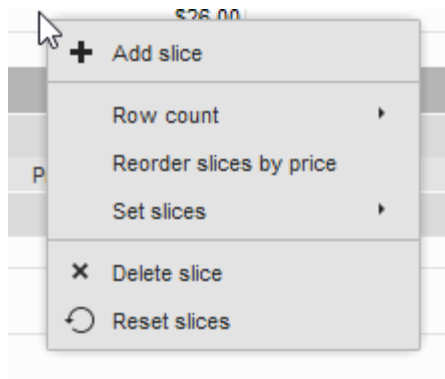 $26.00
Add slice
Row count
P
Reorder slices by price
Set slices
Delete slice
Reset slices